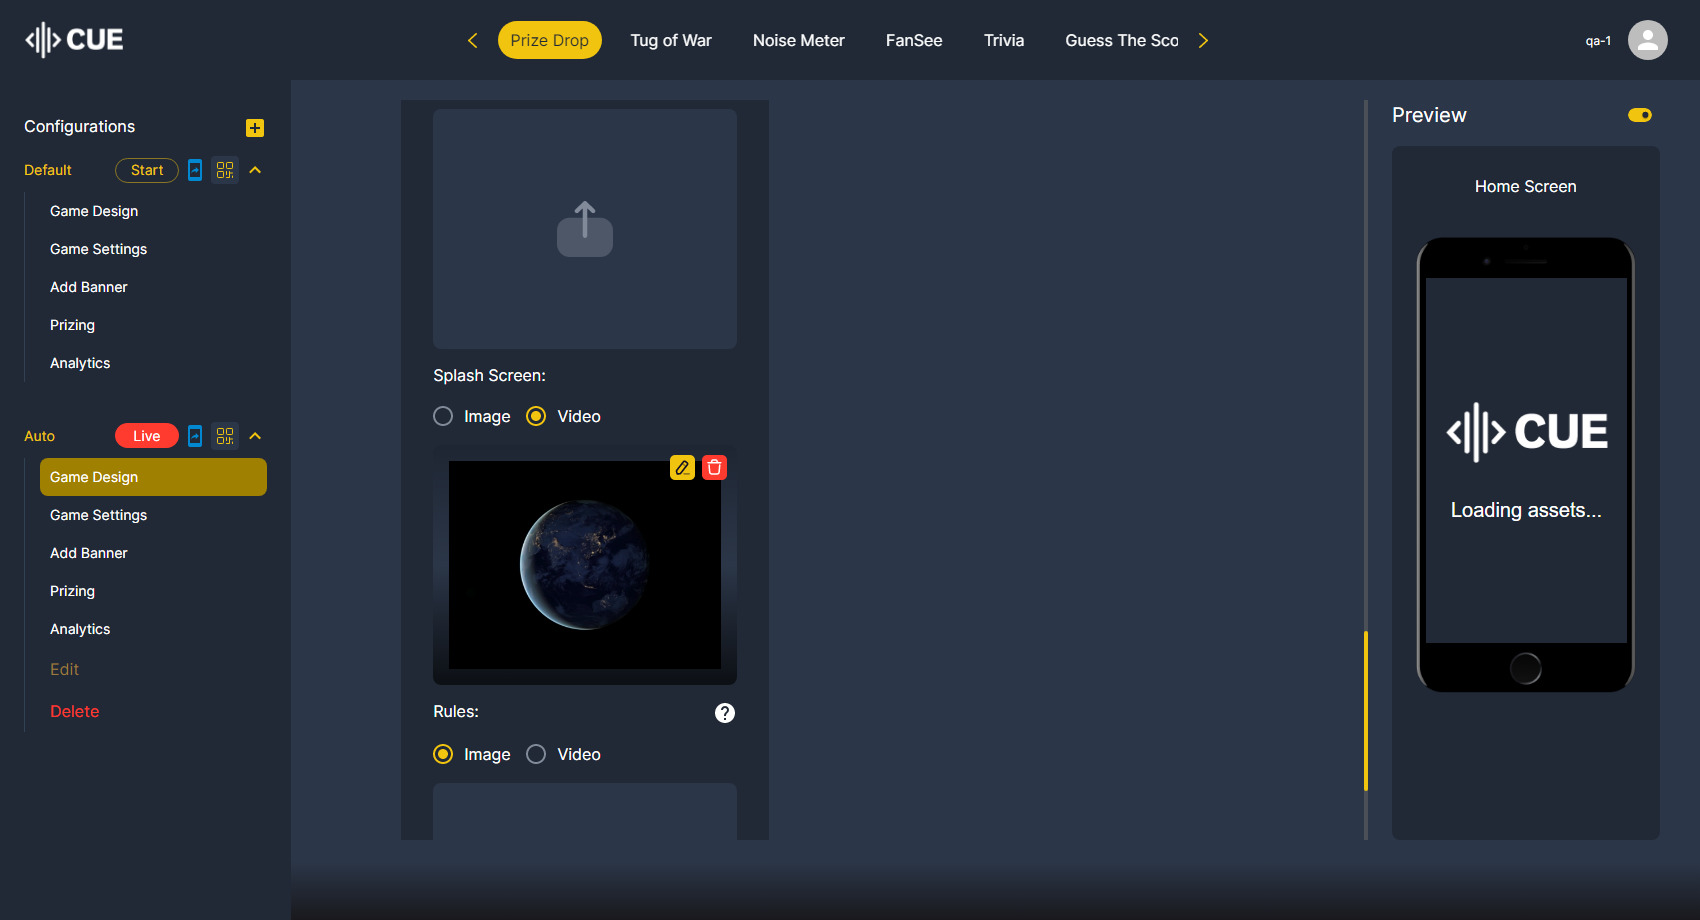 CUE
Prize Drop
Tug of War
Noise Meter
FanSee
Trivia
Guess The Sco
qa-1
Configurations
Default
Start
Game Design
Game Settings
Add Banner
Prizing
Analytics
Auto
Live
Game Design
Game Settings
Add Banner
Prizing
Analytics
Edit
Delete
Splash Screen:
Image
Video
Rules:
?
Image
Video
Preview
Home Screen
CUE
Loading assets...